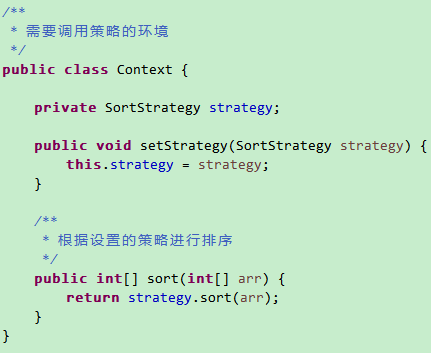 /**
 * 需要调用策略的环境
 */
public class Context {
    private SortStrategy strategy;
    public void setStrategy(SortStrategy strategy) {
        this.strategy = strategy;
    }
    /**
     * 根据设置的策略进行排序
     */
    public int[] sort(int[] arr) {
        return strategy.sort(arr);
    }
}